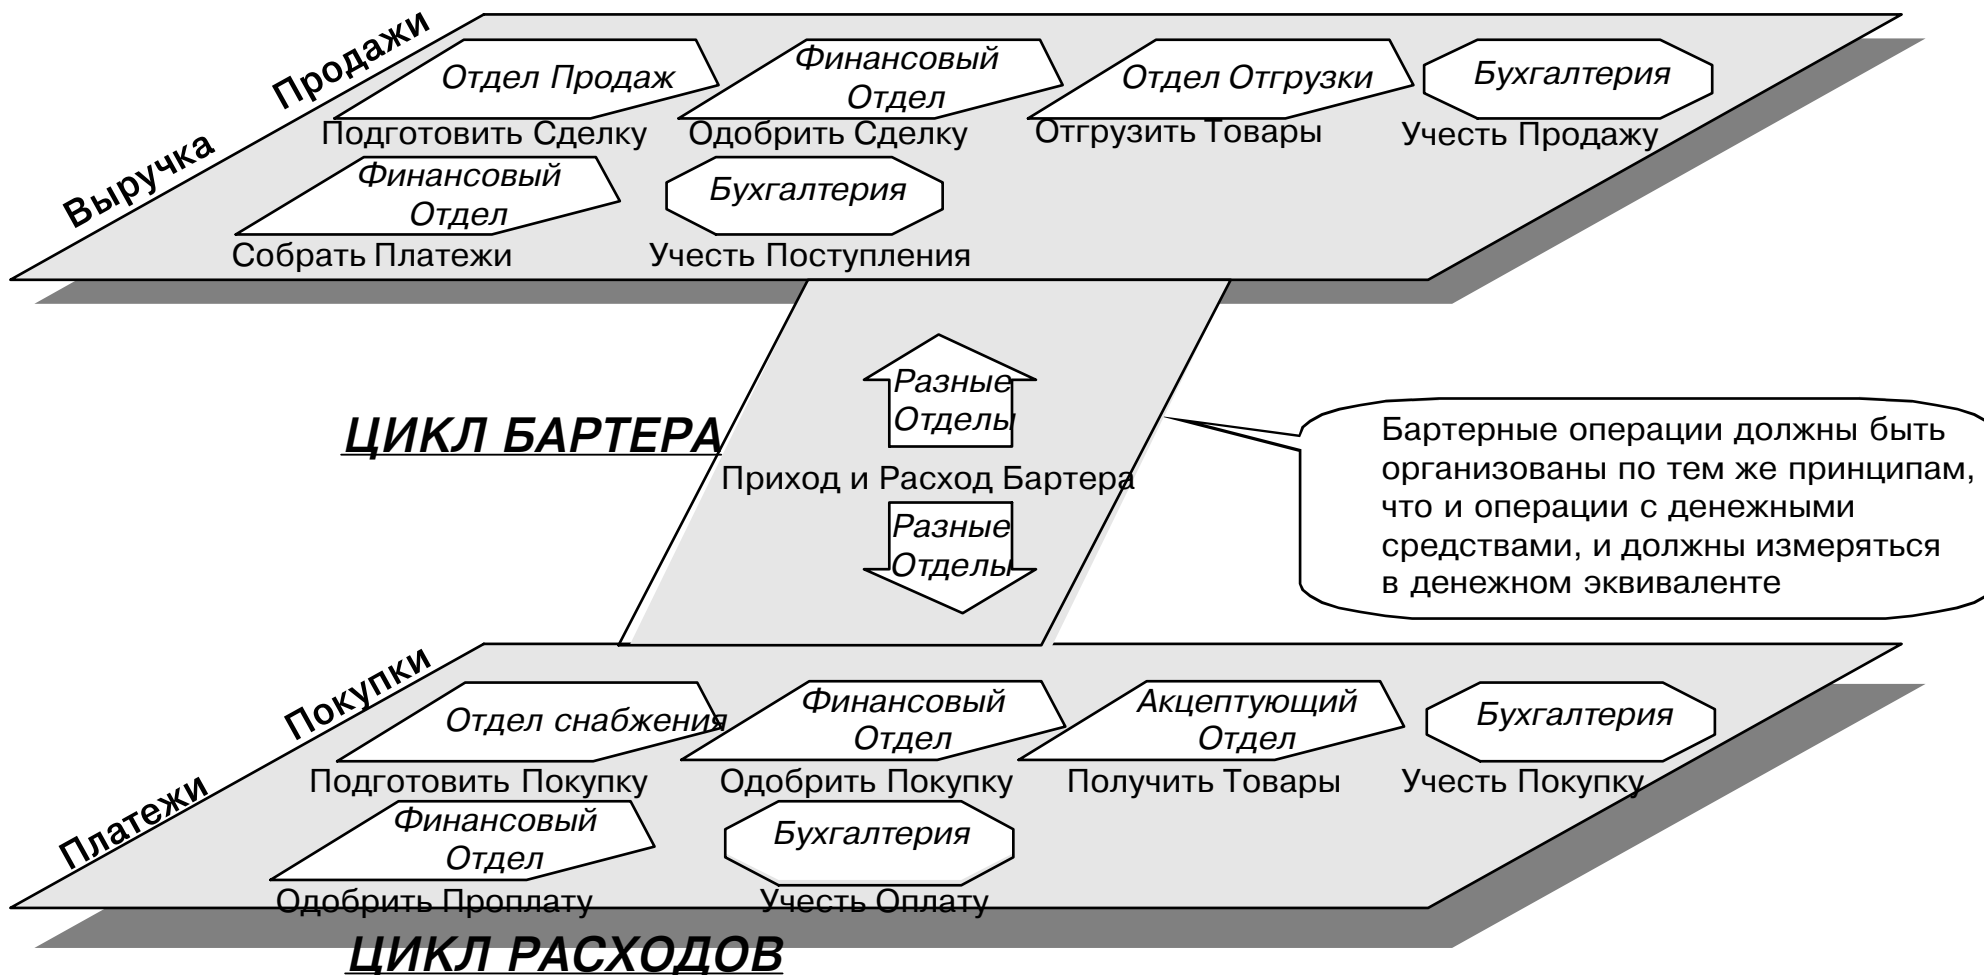 Продажи
Отдел Продаж
Финансовый
Отдел
Отдел Отгрузки
Бухгалтерия
Подготовить Сделку
Одобрить Сделку
Отгрузить Товары
Учесть Продажу
Выручка
Финансовый
Отдел
Бухгалтерия
Собрать Платежи
Учесть Поступления
ЦИКЛ БАРТЕРА
Разные
Отделы
Приход и Расход Бартера
Разные
Отделы
Бартерные операции должны быть
организованы по тем же принципам,
что и операции с денежными
средствами, и должны измеряться
в денежном эквиваленте
Покупки
Отдел снабжения
Финансовый
Отдел
Акцептующий
Отдел
Бухгалтерия
Подготовить Покупку
Одобрить Покупку
Получить Товары
Учесть Покупку
Платежи
Финансовый
Отдел
Бухгалтерия
Одобрить Проплату
Учесть Оплату
ЦИКЛ РАСХОДОВ